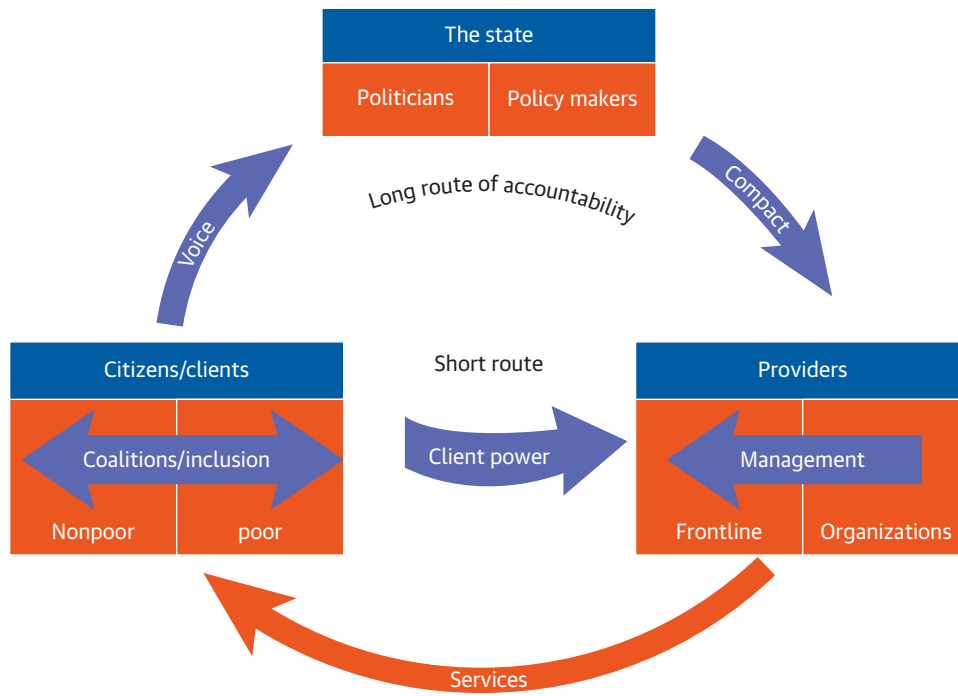 The state
Politicians
Policy makers
Long route of accountability
Voice
Compact
Citizens/clients
Short route
Providers
Coalitions/inclusion
Client power
Management
Nonpoor
poor
Frontline
Organizations
Services